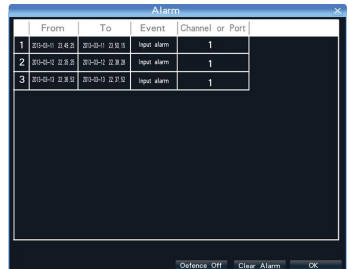 Alarm
From To Event Channel or Port
1 2013-03-11 23,49,25 2013-03-11 23,50,15 Input alarm 1
2 2013-03-12 22,35,25 2013-03-12 22,38,28 Input alarm 1
3 2013-03-13 22,36,52 2013-03-13 22,37,52 Input alarm 1
Defence Off Clear Alarm OK